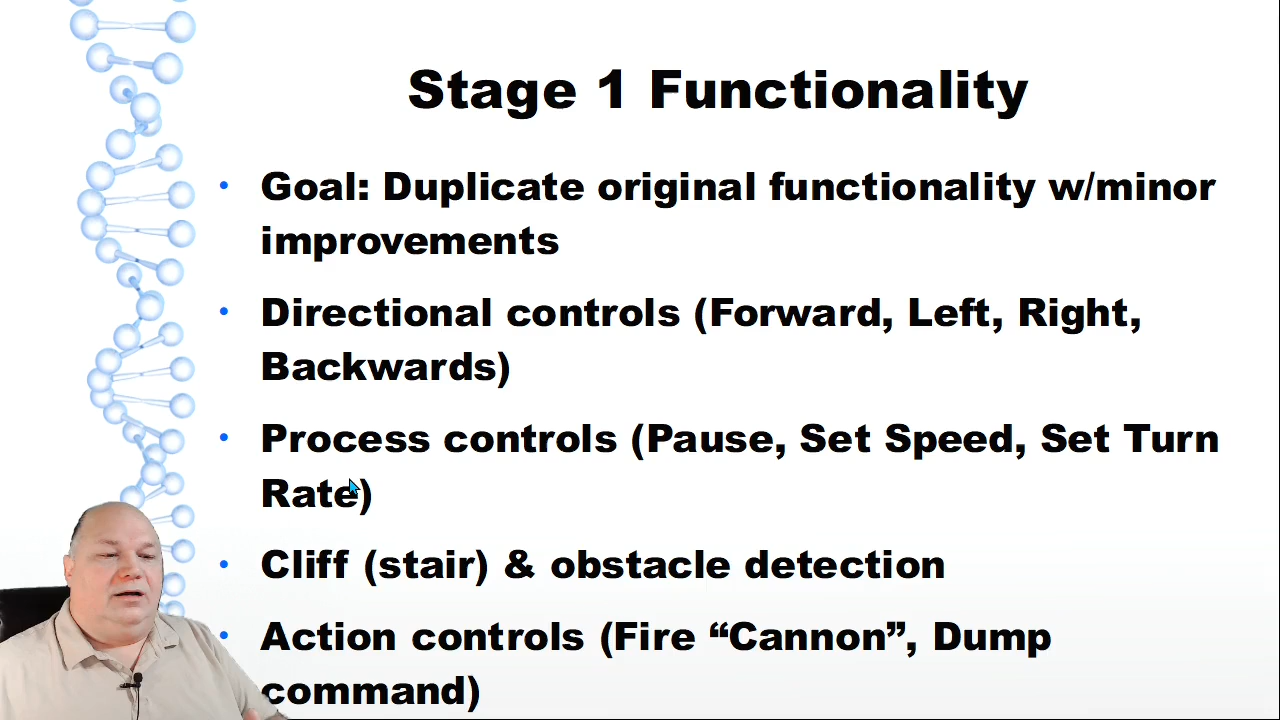 Stage 1 Functionality
• Goal: Duplicate original functionality w/minor
improvements
• Directional controls (Forward, Left, Right,
Backwards)
• Process controls (Pause, Set Speed, Set Turn
Rate)
• Cliff (stair) & obstacle detection
• Action controls (Fire “Cannon”, Dump
command)